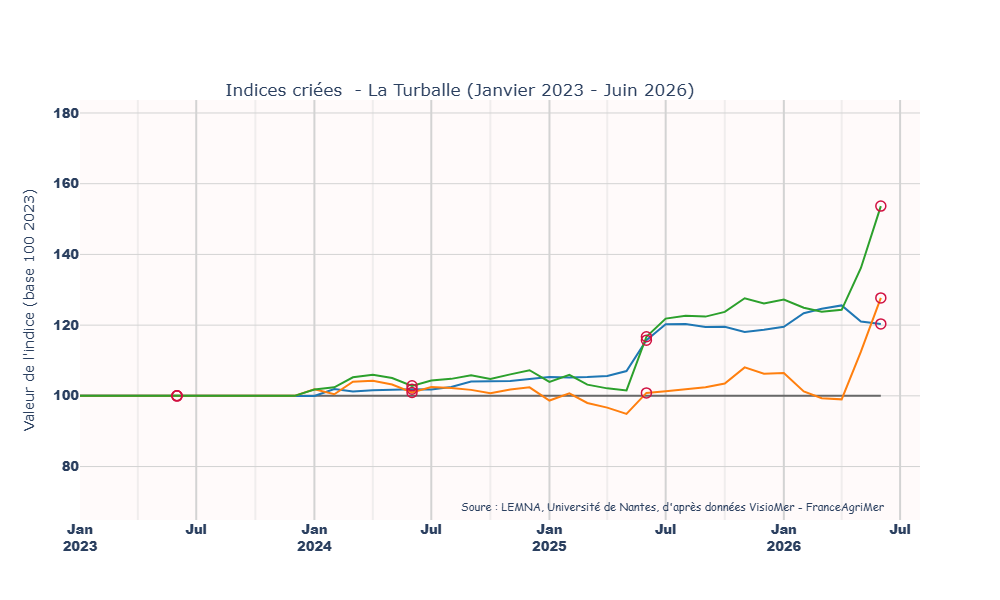 Indices criées  - La Turballe (Janvier 2023 - Juin 2026)
Valeur de l'indice (base 100 2023)
180
160
140
120
100
80
Soure : LEMNA, Université de Nantes, d'après données VisioMer - FranceAgriMer
Jan Jul Jan Jul Jan Jul Jan Jul
2023 2024 2025 2026